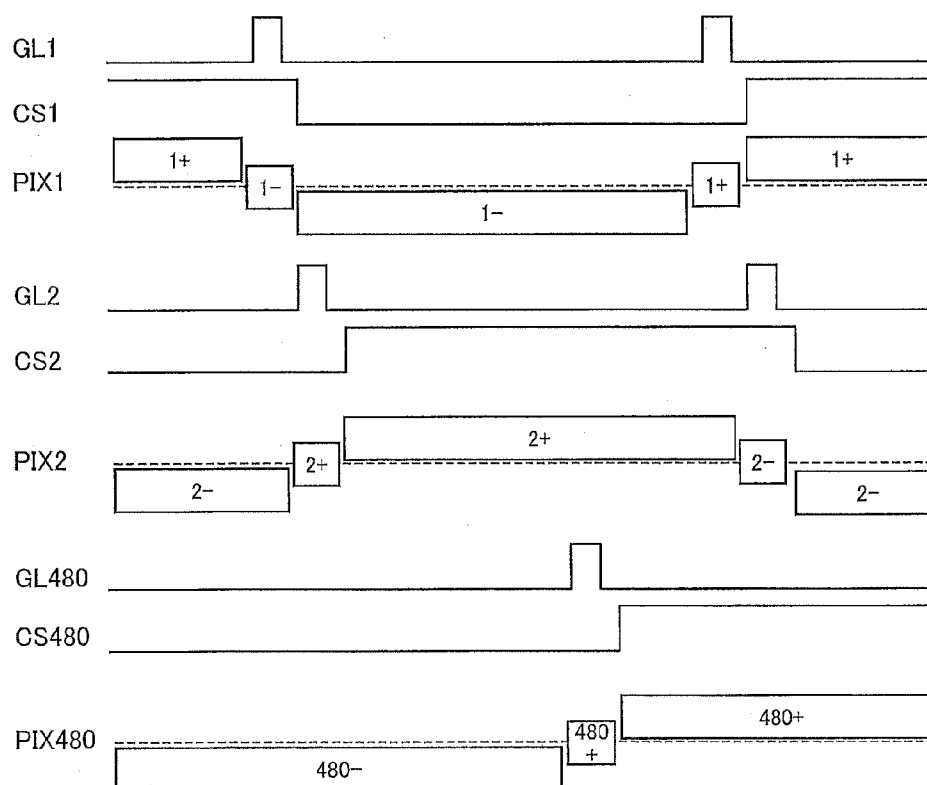 GL1
CS1
PIX1
1+
1-
1-
1+
1+
GL2
CS2
PIX2
2-
2+
2+
2-
2-
GL480
CS480
PIX480
480-
480
+
480+